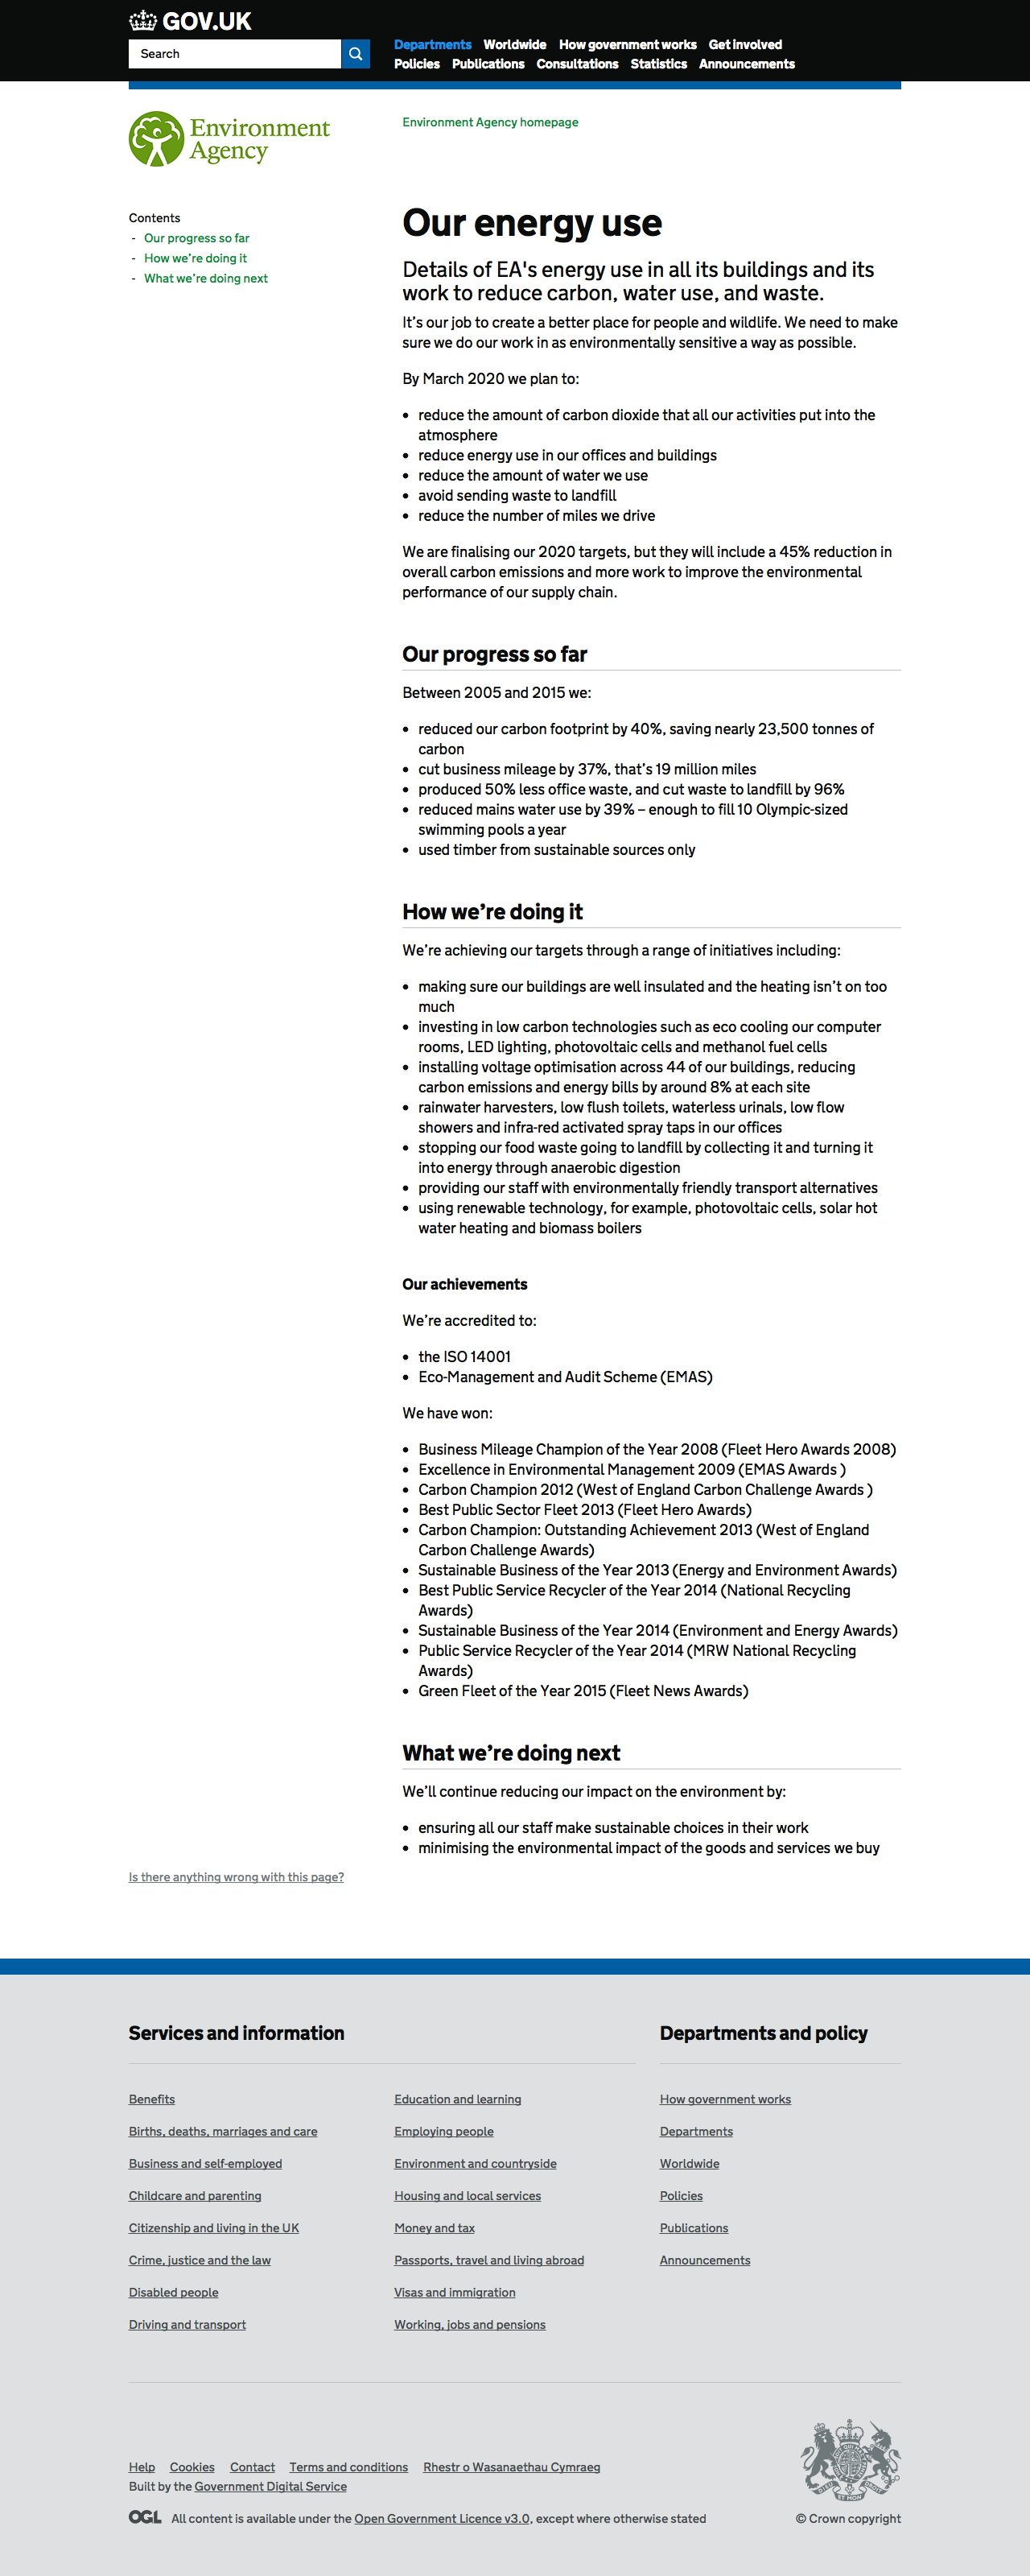 GOV.UK
Search
Departments Worldwide How government works Get involved
Policies Publications Consultations Statistics Announcements
Environment
Agency
Environment Agency homepage
Contents
- Our progress so far
- How we’re doing it
- What we’re doing next
Our energy use
Details of EA's energy use in all its buildings and its
work to reduce carbon, water use, and waste.
It’s our job to create a better place for people and wildlife. We need to make
sure we do our work in as environmentally sensitive a way as possible.
By March 2020 we plan to:
• reduce the amount of carbon dioxide that all our activities put into the
atmosphere
• reduce energy use in our offices and buildings
• reduce the amount of water we use
• avoid sending waste to landfill
• reduce the number of miles we drive
We are finalising our 2020 targets, but they will include a 45% reduction in
overall carbon emissions and more work to improve the environmental
performance of our supply chain.
Our progress so far
Between 2005 and 2015 we:
• reduced our carbon footprint by 40%, saving nearly 23,500 tonnes of
carbon
• cut business mileage by 37%, that’s 19 million miles
• produced 50% less office waste, and cut waste to landfill by 96%
• reduced mains water use by 39% – enough to fill 10 Olympic-sized
swimming pools a year
• used timber from sustainable sources only
How we’re doing it
We’re achieving our targets through a range of initiatives including:
• making sure our buildings are well insulated and the heating isn’t on too
much
• investing in low carbon technologies such as eco cooling our computer
rooms, LED lighting, photovoltaic cells and methanol fuel cells
• installing voltage optimisation across 44 of our buildings, reducing
carbon emissions and energy bills by around 8% at each site
• rainwater harvesters, low flush toilets, waterless urinals, low flow
showers and infra-red activated spray taps in our offices
• stopping our food waste going to landfill by collecting it and turning it
into energy through anaerobic digestion
• providing our staff with environmentally friendly transport alternatives
• using renewable technology, for example, photovoltaic cells, solar hot
water heating and biomass boilers
Our achievements
We’re accredited to:
• the ISO 14001
• Eco-Management and Audit Scheme (EMAS)
We have won:
• Business Mileage Champion of the Year 2008 (Fleet Hero Awards 2008)
• Excellence in Environmental Management 2009 (EMAS Awards )
• Carbon Champion 2012 (West of England Carbon Challenge Awards )
• Best Public Sector Fleet 2013 (Fleet Hero Awards)
• Carbon Champion: Outstanding Achievement 2013 (West of England
Carbon Challenge Awards)
• Sustainable Business of the Year 2013 (Energy and Environment Awards)
• Best Public Service Recycler of the Year 2014 (National Recycling
Awards)
• Sustainable Business of the Year 2014 (Environment and Energy Awards)
• Public Service Recycler of the Year 2014 (MRW National Recycling
Awards)
• Green Fleet of the Year 2015 (Fleet News Awards)
What we’re doing next
We’ll continue reducing our impact on the environment by:
• ensuring all our staff make sustainable choices in their work
• minimising the environmental impact of the goods and services we buy
Is there anything wrong with this page?
Services and information
Benefits
Births, deaths, marriages and care
Business and self-employed
Childcare and parenting
Citizenship and living in the UK
Crime, justice and the law
Disabled people
Driving and transport
Education and learning
Employing people
Environment and countryside
Housing and local services
Money and tax
Passports, travel and living abroad
Visas and immigration
Working, jobs and pensions
Departments and policy
How government works
Departments
Worldwide
Policies
Publications
Announcements
Help Cookies Contact Terms and conditions Rhestr o Wasanaethau Cymraeg
Built by the Government Digital Service
OGL All content is available under the Open Government Licence v3.0, except where otherwise stated
© Crown copyright